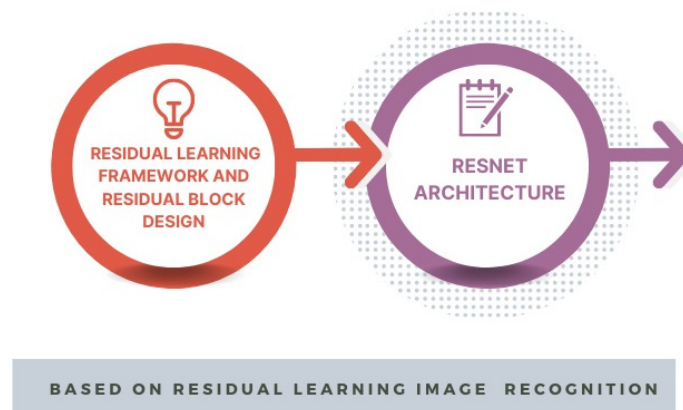 RESIDUAL LEARNING
FRAMEWORK AND
RESIDUAL BLOCK
DESIGN
RESNET
ARCHITECTURE
BASED ON RESIDUAL LEARNING IMAGE RECOGNITION